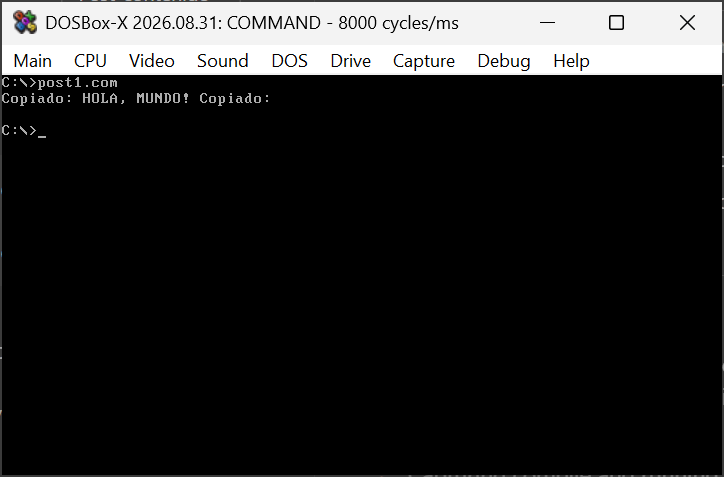 DOSBox-X 2026.08.31: COMMAND - 8000 cycles/ms
Main CPU Video Sound DOS Drive Capture Debug Help
C:\>post1.com
Copiado: HOLA, MUNDO! Copiado:
C:\>_